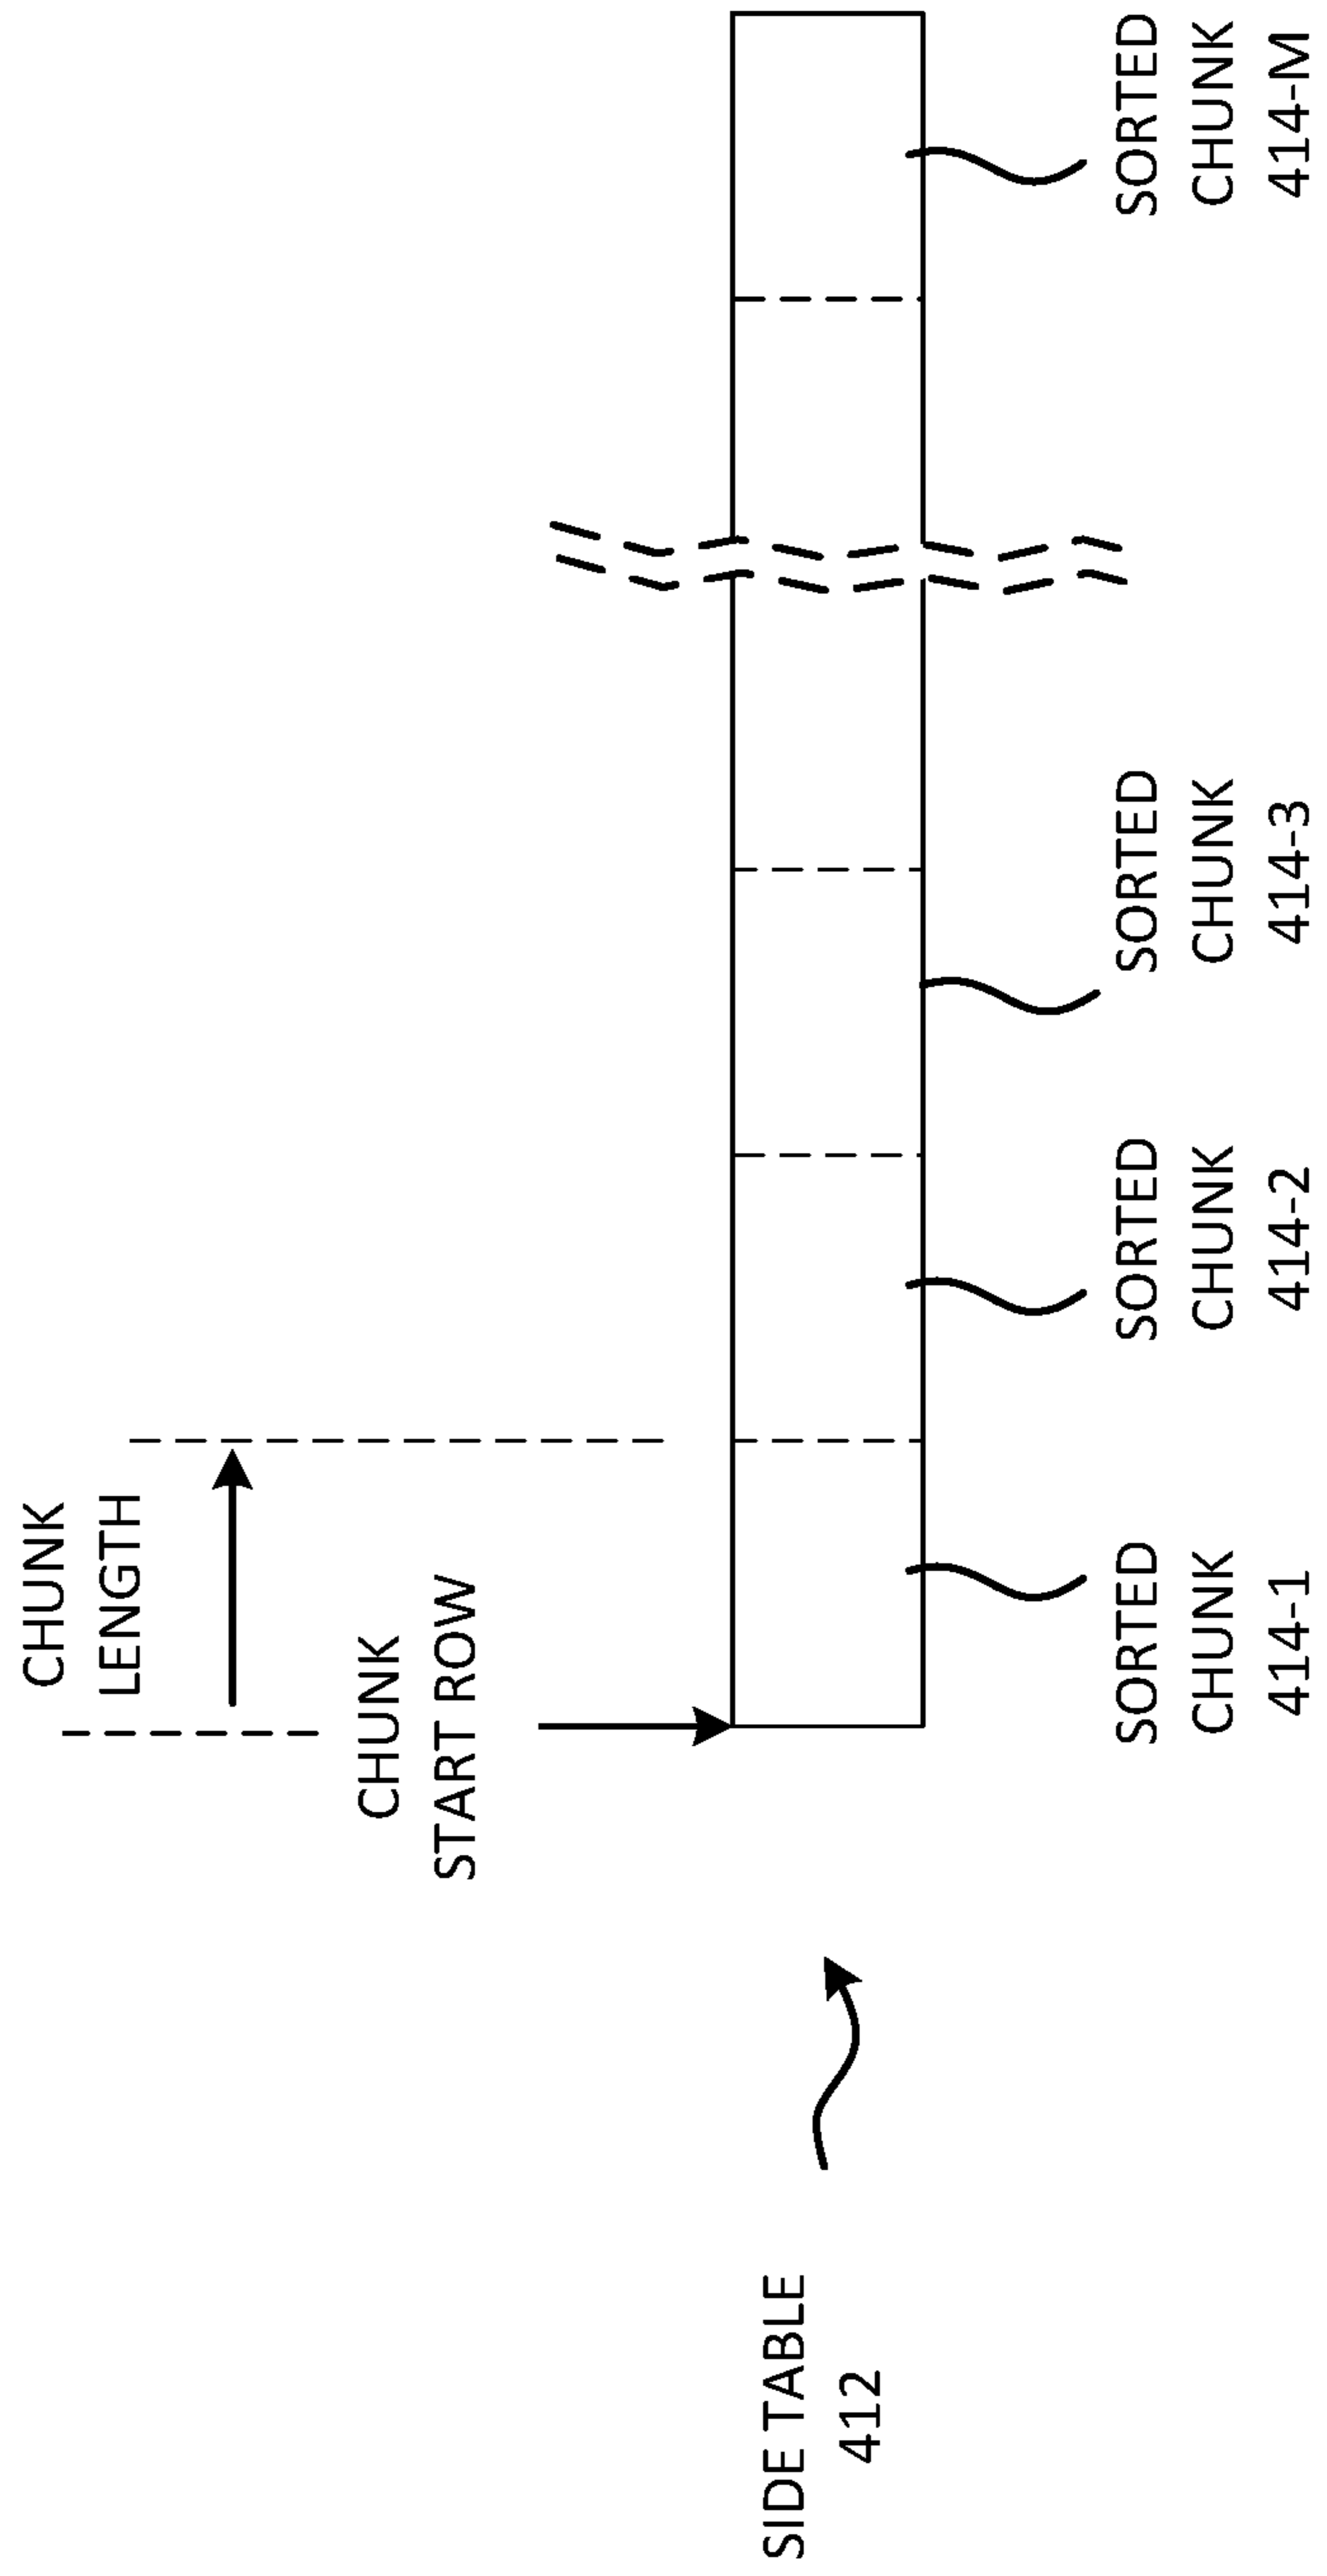 CHUNK
LENGTH
CHUNK
START ROW
SIDE TABLE
412
SORTED
CHUNK
414-1
SORTED
CHUNK
414-2
SORTED
CHUNK
414-3
SORTED
CHUNK
414-M